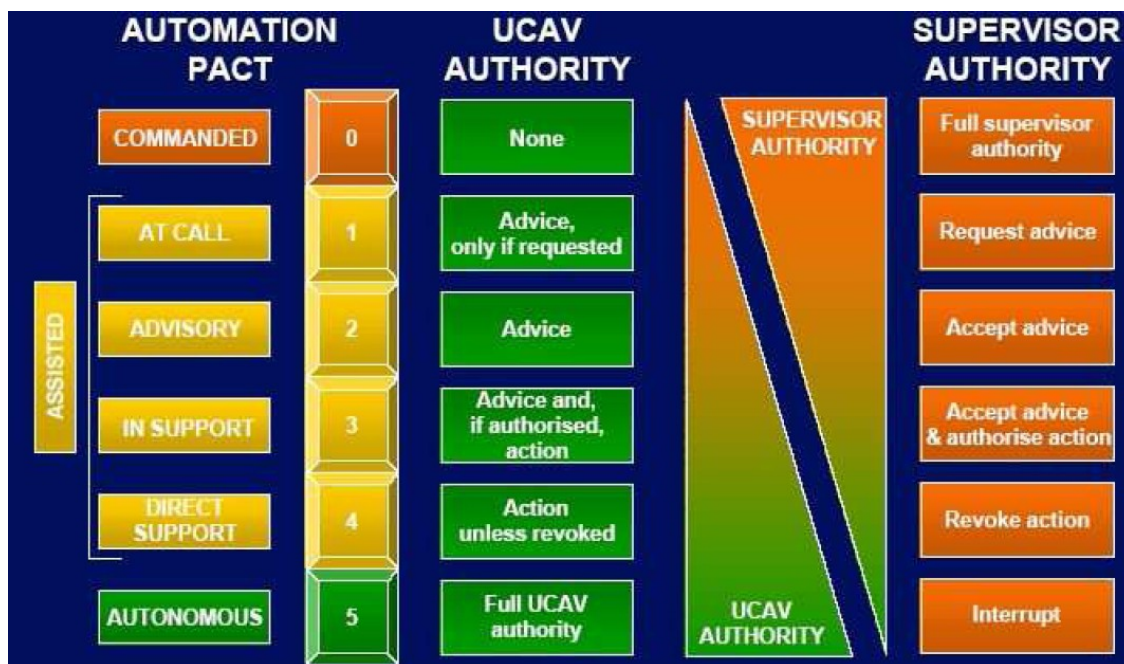 AUTOMATION
PACT
UCAV
AUTHORITY
SUPERVISOR
AUTHORITY
COMMANDED
0
None
SUPERVISOR
AUTHORITY
Full supervisor
authority
ASSISTED
AT CALL
1
Advice,
only if requested
Request advice
ADVISORY
2
Advice
Accept advice
IN SUPPORT
3
Advice and,
if authorised,
action
Accept advice
& authorise action
DIRECT
SUPPORT
4
Action
unless revoked
Revoke action
AUTONOMOUS
5
Full UCAV
authority
UCAV
AUTHORITY
Interrupt